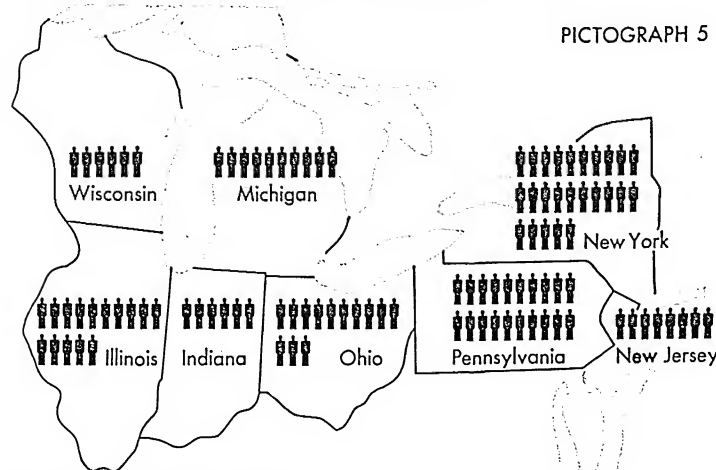 PICTOGRAPH 5
Wisconsin
Michigan
New York
Illinois
Indiana
Ohio
Pennsylvania
New Jersey